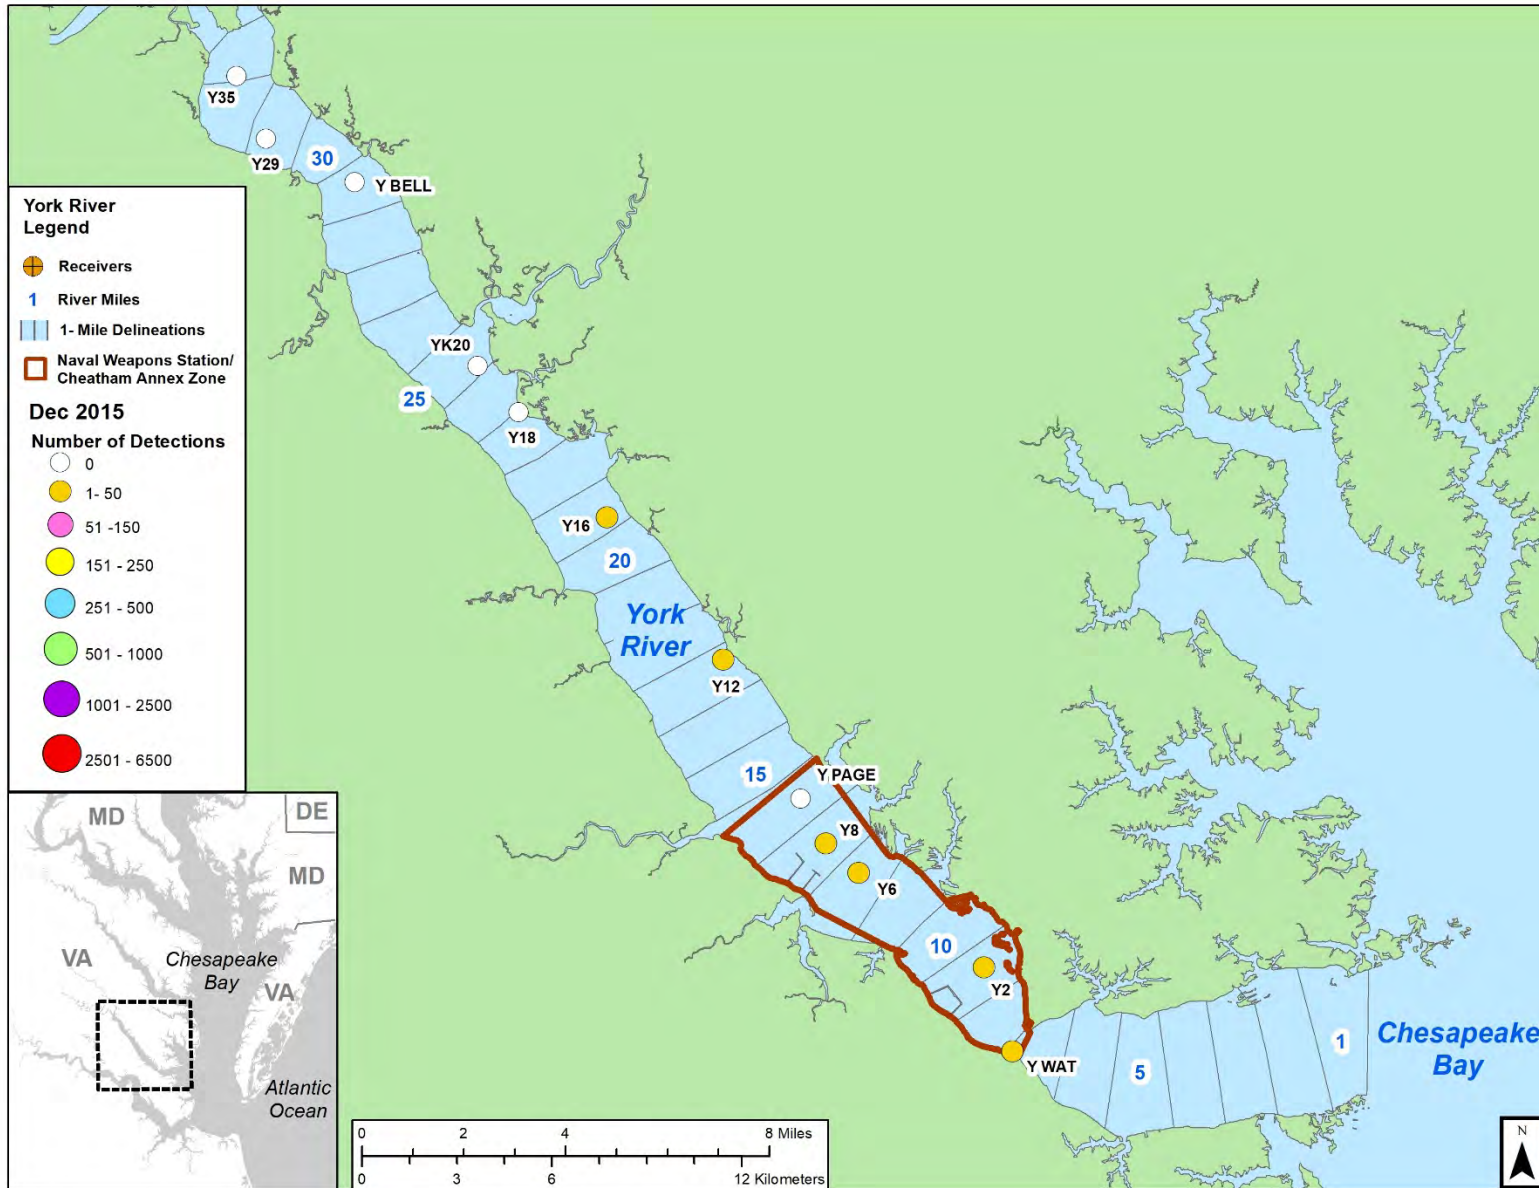 Y35
Y29
30
Y BELL
York River
Legend
Receivers
1 River Miles
1- Mile Delineations
Naval Weapons Station/
Cheatham Annex Zone
Dec 2015
Number of Detections
0
1- 50
51 -150
151 - 250
251 - 500
501 - 1000
1001 - 2500
2501 - 6500
YK20
25
Y18
Y16
20
York
River
Y12
15
Y PAGE
Y8
Y6
10
Y2
Y WAT
5
1
Chesapeake
Bay
MD
DE
MD
VA
Chesapeake
Bay
VA
Atlantic
Ocean
0 2 4 8 Miles
0 3 6 12 Kilometers
N